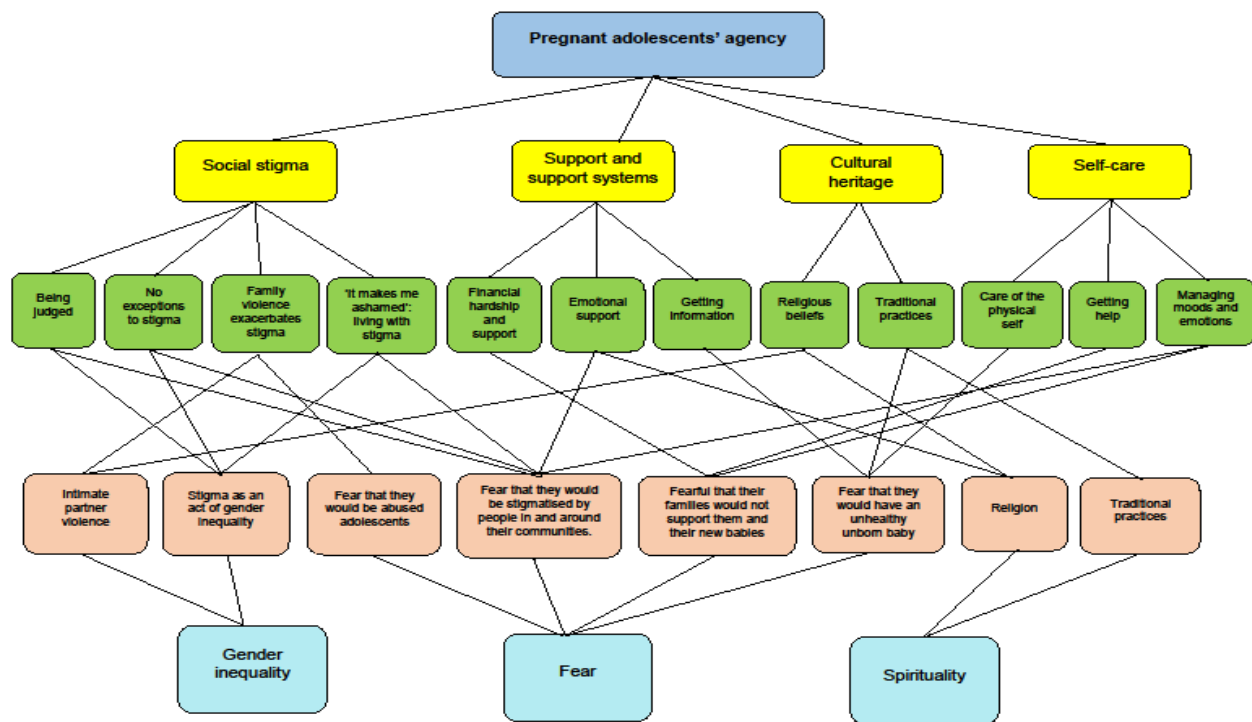 Pregnant adolescents' agency
Social stigma
Support and
support systems
Cultural
heritage
Self-care
Being
judged
No
exceptions
to stigma
Family
violence
exacerbates
stigma
'It makes me
ashamed':
living with
stigma
Financial
hardship
and
support
Emotional
support
Getting
information
Religious
beliefs
Traditional
practices
Care of the
physical
self
Getting
help
Managing
moods and
emotions
Intimate
partner
violence
Stigma as an
act of gender
inequality
Fear that they
would be abused
adolescents
Fear that they would
be stigmatised by
people in and around
their communities.
Fearful that their
families would not
support them and
their new babies
Fear that they
would have an
unhealthy
unborn baby
Religion
Traditional
practices
Gender
inequality
Fear
Spirituality